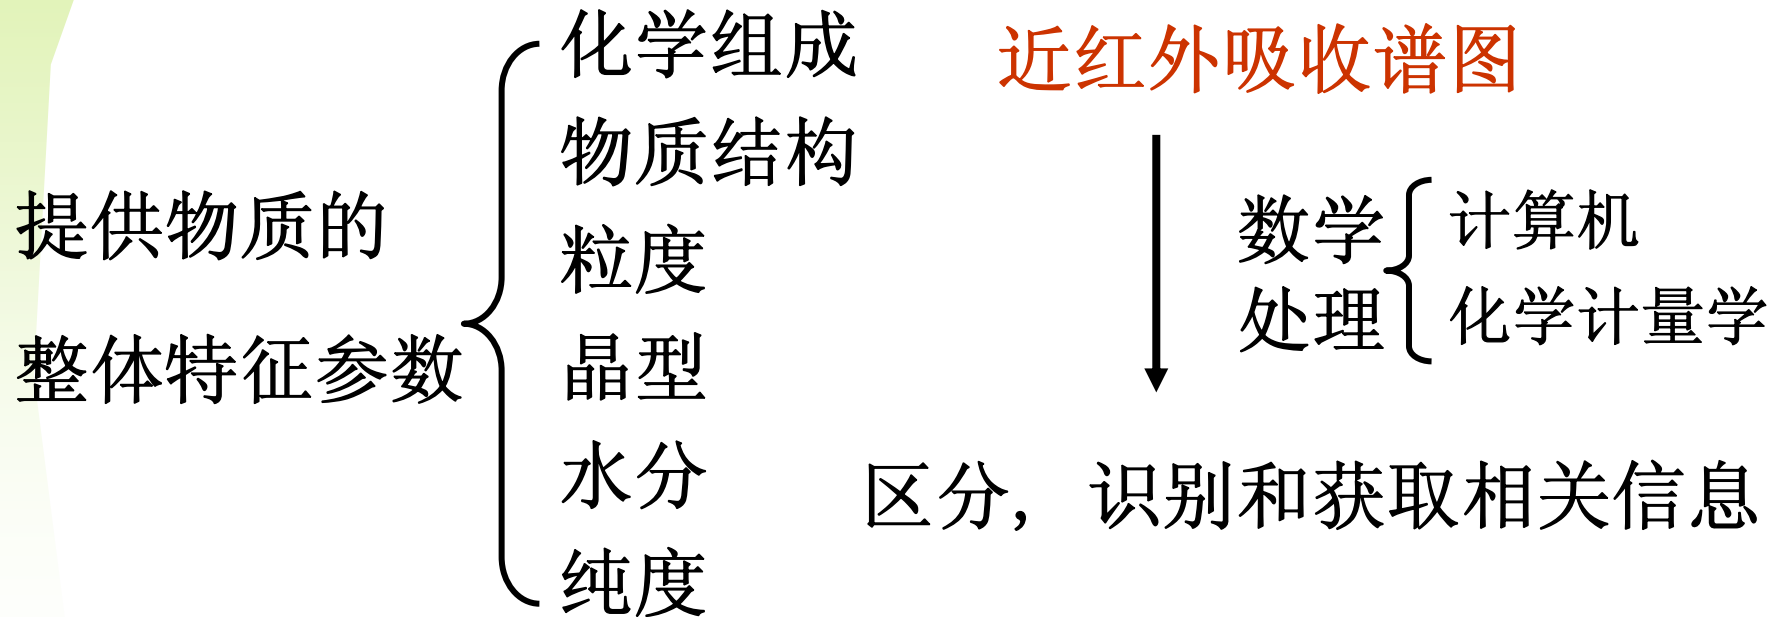 提供物质的
整体特征参数
化学组成
物质结构
粒度
晶型
水分
纯度
近红外吸收谱图
数学
处理
计算机
化学计量学
区分，识别和获取相关信息